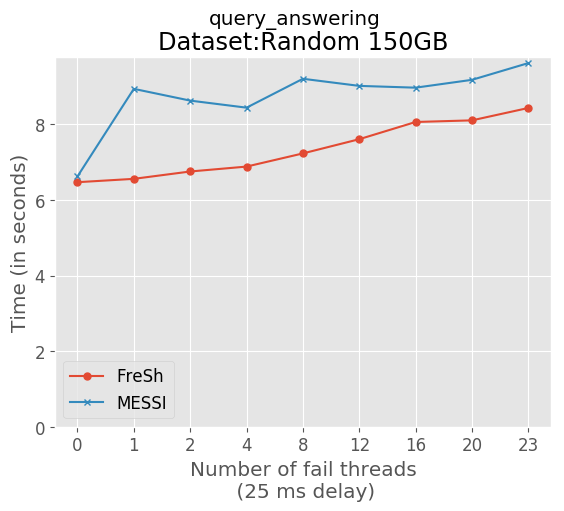 query_answering
Dataset:Random 150GB
Time (in seconds)
8
6
4
2
0
FreSh
MESSI
0 1 2 4 8 12 16 20 23
Number of fail threads
(25 ms delay)